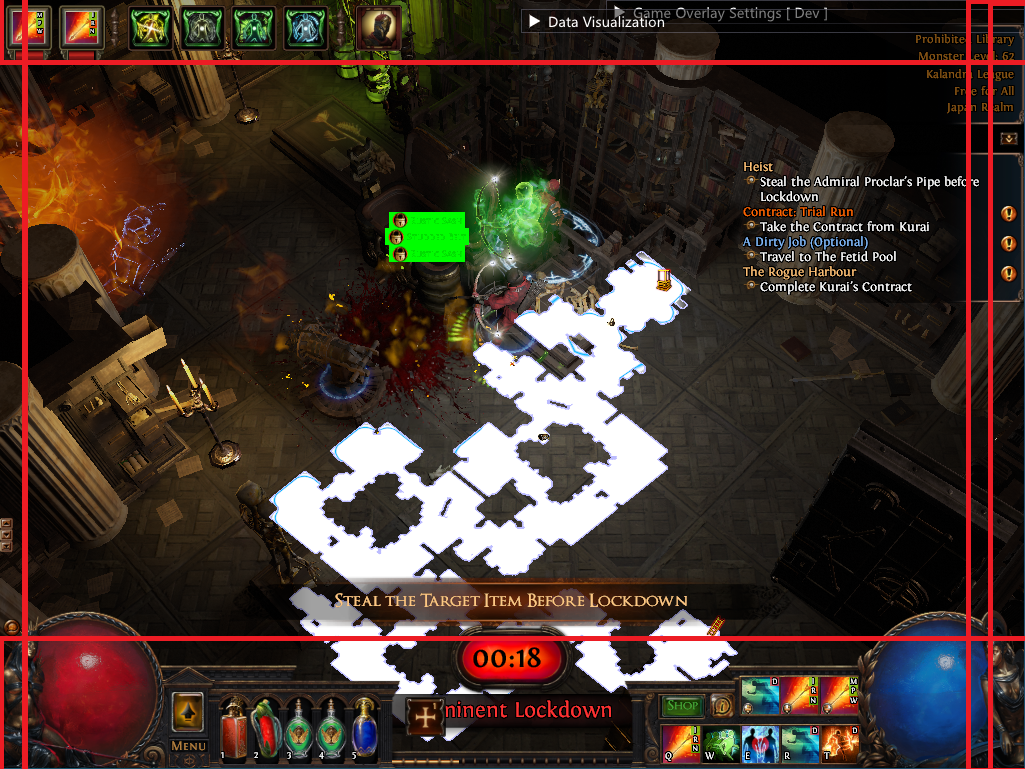 Game Overlay Settings [ Dev ]
Data Visualization
Prohibited Library
Monster Level: 62
Kalandra League
Free for All
Japan Realm
Heist
Steal the Admiral Proclar's Pipe before
Lockdown
Contract: Trial Run
Take the Contract from Kurai
A Dirty Job (Optional)
Travel to The Fetid Pool
The Rogue Harbour
Complete Kurai's Contract
Steal the Target Item Before Lockdown
00:18
ninent Lockdown
Shop
Menu
1 2 3 4 5
D
J R N
M P W
Q W E R T